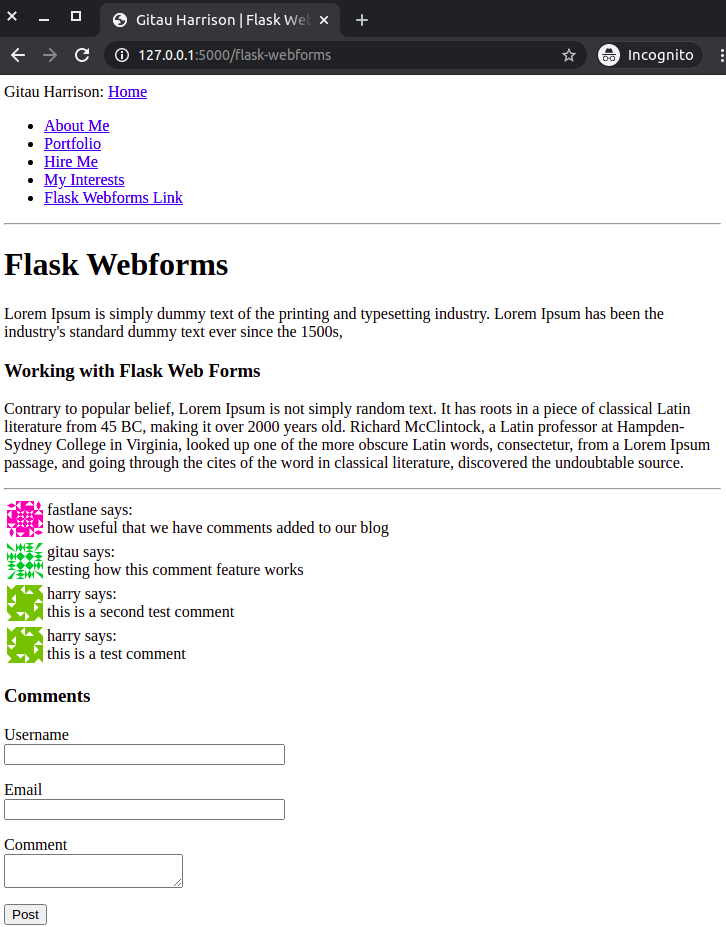 Gitau Harrison | Flask Web
127.0.0.1:5000/flask-webforms
Incognito
Gitau Harrison: Home
About Me
Portfolio
Hire Me
My Interests
Flask Webforms Link
Flask Webforms
Lorem Ipsum is simply dummy text of the printing and typesetting industry. Lorem Ipsum has been the
industry's standard dummy text ever since the 1500s,
Working with Flask Web Forms
Contrary to popular belief, Lorem Ipsum is not simply random text. It has roots in a piece of classical Latin
literature from 45 BC, making it over 2000 years old. Richard McClintock, a Latin professor at Hampden-
Sydney College in Virginia, looked up one of the more obscure Latin words, consectetur, from a Lorem Ipsum
passage, and going through the cites of the word in classical literature, discovered the undoubtable source.
fastlane says:
how useful that we have comments added to our blog
gitau says:
testing how this comment feature works
harry says:
this is a second test comment
harry says:
this is a test comment
Comments
Username
Email
Comment
Post